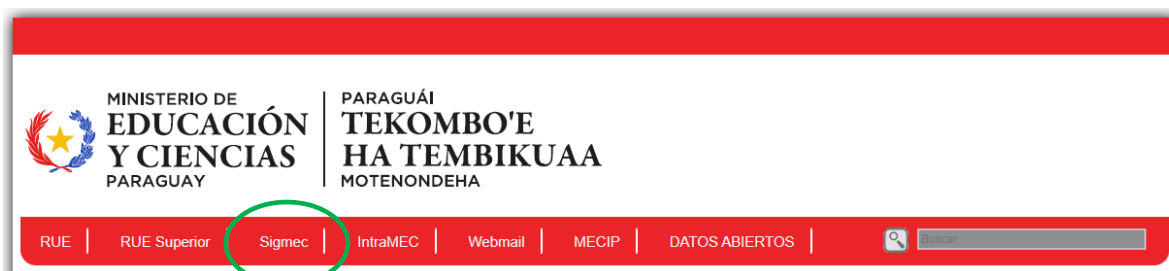 MINISTERIO DE
EDUCACIÓN
Y CIENCIAS
PARAGUAY
PARAGUÁI
TEKOMBO'E
HA TEMBIKUAA
MOTENONDEHA
RUE
RUE Superior
Sigmec
IntraMEC
Webmail
MECIP
DATOS ABIERTOS
Buscar